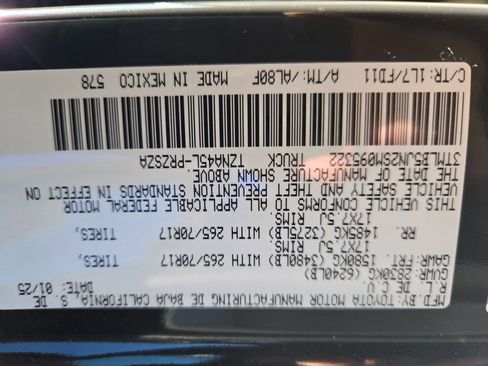 MFD.BY: TOYOTA MOTOR MANUFACTURING DE BAJA CALIFORNIA, S. DE
R.L. DE C.V. DATE: 01/25
GVWR: 2830KG (6240LB)
GAWR: FRT. 1580KG (3480LB) WITH 265/70R17 TIRES,
17X7.5J RIMS
RR. 1485KG (3275LB) WITH 265/70R17 TIRES,
17X7.5J RIMS
THIS VEHICLE CONFORMS TO ALL APPLICABLE FEDERAL MOTOR
VEHICLE SAFETY AND THEFT PREVENTION STANDARDS IN EFFECT ON
THE DATE OF MANUFACTURE SHOWN ABOVE.
3TMLB5JN2SM095322 TRUCK TZNA45L-PRZSZA
C/TR: 1L7/FD11 A/TM: /AL80F MADE IN MEXICO 578